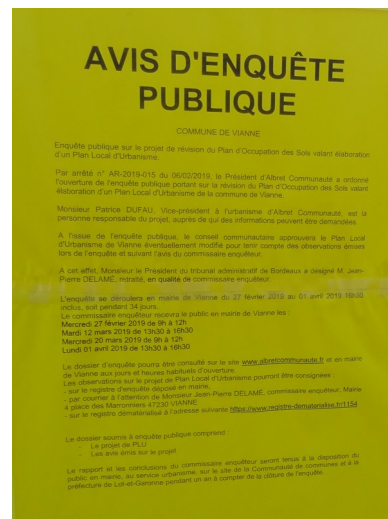 AVIS D'ENQUÊTE
PUBLIQUE
COMMUNE DE VIANNE
Enquête publique sur le projet de révision du Plan d'Occupation des Sols valant élaboration
d'un Plan Local d'Urbanisme.
Par arrêté n° AR-2019-015 du 06/02/2019, le Président d'Albret Communauté a ordonné
l'ouverture de l'enquête publique portant sur la révision du Plan d'Occupation des Sols valant
élaboration d'un Plan Local d'Urbanisme de la commune de Vianne.
Monsieur Patrice DUFAU, Vice-président à l'urbanisme d'Albret Communauté, est la
personne responsable du projet, auprès de qui des informations peuvent être demandées.
A l'issue de l'enquête publique, le conseil communautaire approuvera le Plan Local
d'Urbanisme de Vianne éventuellement modifié pour tenir compte des observations émises
lors de l'enquête et suivant l'avis du commissaire enquêteur.
A cet effet, Monsieur le Président du tribunal administratif de Bordeaux a désigné M. Jean-
Pierre DELAME, retraité, en qualité de commissaire enquêteur.
L'enquête se déroulera en mairie de Vianne du 27 février 2019 au 01 avril 2019 16h30
inclus, soit pendant 34 jours.
Le commissaire enquêteur recevra le public en mairie de Vianne les :
Mercredi 27 février 2019 de 9h à 12h
Mardi 12 mars 2019 de 13h30 à 16h30
Mercredi 20 mars 2019 de 9h à 12h
Lundi 01 avril 2019 de 13h30 à 16h30
Le dossier d'enquête pourra être consulté sur le site www.albretcommunaute.fr et en mairie
de Vianne aux jours et heures habituels d'ouverture.
Les observations sur le projet de Plan Local d'Urbanisme pourront être consignées :
- sur le registre d'enquête déposé en mairie,
- par courrier à l'attention de Monsieur Jean-Pierre DELAME, commissaire enquêteur, Mairie
4 place des Marronniers 47230 VIANNE
- sur le registre dématérialisé à l'adresse suivante https://www.registre-dematerialise.fr/1154
Le dossier soumis à enquête publique comprend :
- Le projet de PLU
- Les avis émis sur le projet
Le rapport et les conclusions du commissaire enquêteur seront tenus à la disposition du
public en mairie, au service urbanisme, sur le site de la Communauté de communes et à la
préfecture de Lot-et-Garonne pendant un an à compter de la clôture de l'enquête.